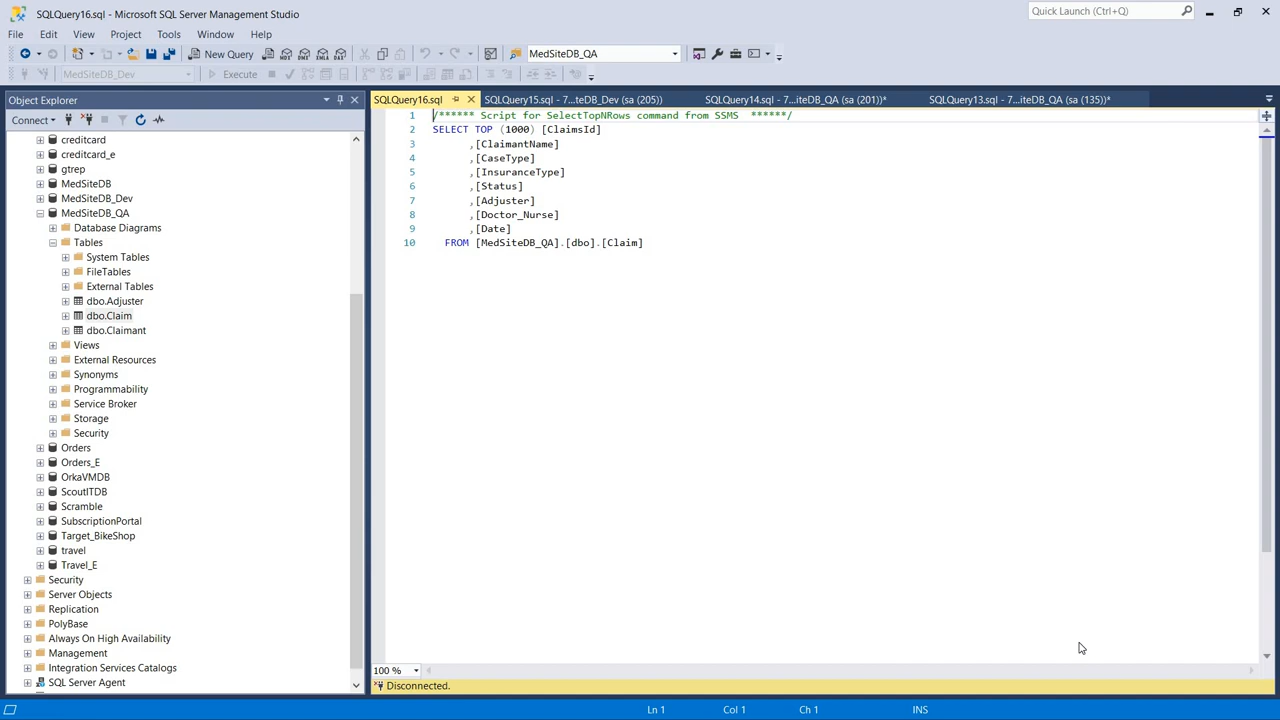 SQLQuery16.sql - Microsoft SQL Server Management Studio
Quick Launch (Ctrl+Q)
File Edit View Project Tools Window Help
New Query MDX DMX XMLA DAX MedSiteDB_QA
MedSiteDB_Dev Execute
Object Explorer
SQLQuery16.sql SQLQuery15.sql - 7...teDB_Dev (sa (205)) SQLQuery14.sql - 7...iteDB_QA (sa (201))* SQLQuery13.sql - 7...iteDB_QA (sa (135))*
Connect
creditcard
creditcard_e
gtrep
MedSiteDB
MedSiteDB_Dev
MedSiteDB_QA
Database Diagrams
Tables
System Tables
FileTables
External Tables
dbo.Adjuster
dbo.Claim
dbo.Claimant
Views
External Resources
Synonyms
Programmability
Service Broker
Storage
Security
Orders
Orders_E
OrkaVMDB
ScoutITDB
Scramble
SubscriptionPortal
Target_BikeShop
travel
Travel_E
Security
Server Objects
Replication
PolyBase
Always On High Availability
Management
Integration Services Catalogs
SQL Server Agent
1 /****** Script for SelectTopNRows command from SSMS ******/
2 SELECT TOP (1000) [ClaimsId]
3 ,[ClaimantName]
4 ,[CaseType]
5 ,[InsuranceType]
6 ,[Status]
7 ,[Adjuster]
8 ,[Doctor_Nurse]
9 ,[Date]
10 FROM [MedSiteDB_QA].[dbo].[Claim]
100 %
Disconnected.
Ln 1 Col 1 Ch 1 INS